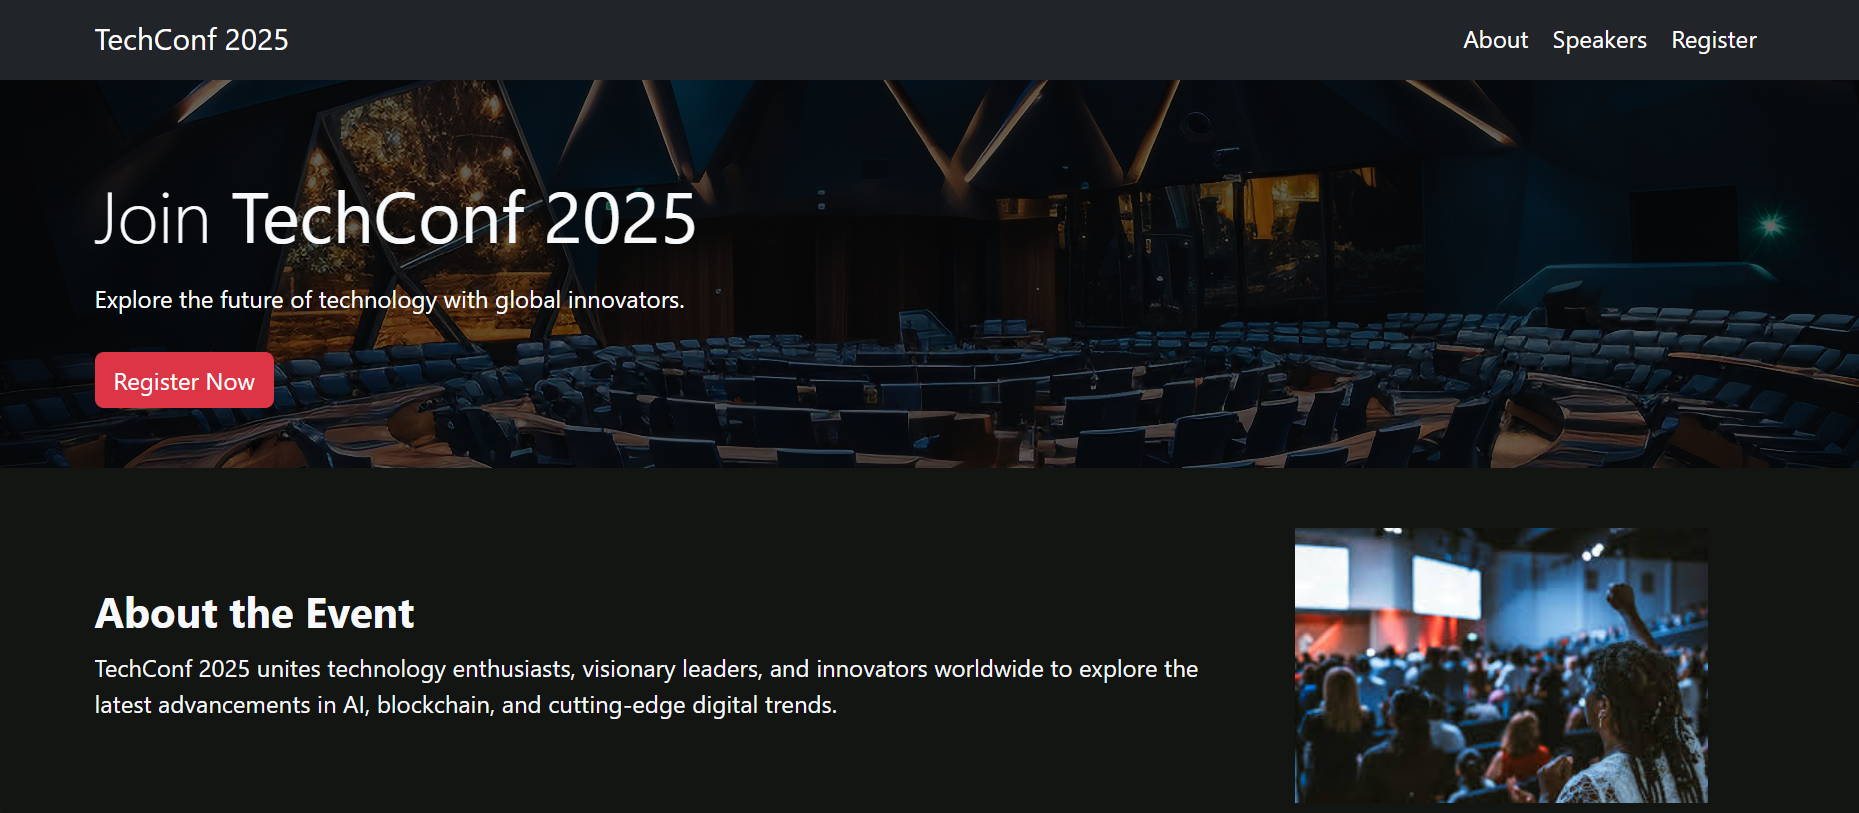 TechConf 2025
About Speakers Register
Join TechConf 2025
Explore the future of technology with global innovators.
Register Now
About the Event
TechConf 2025 unites technology enthusiasts, visionary leaders, and innovators worldwide to explore the
latest advancements in AI, blockchain, and cutting-edge digital trends.